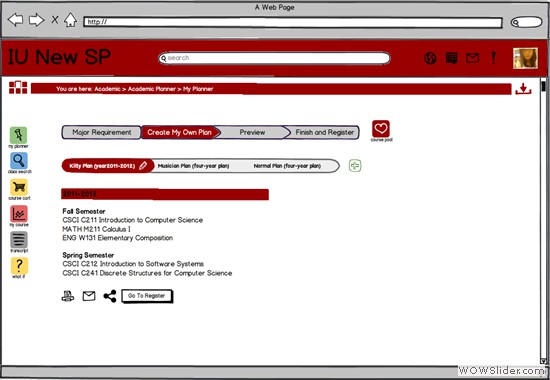 A Web Page
http://
IU New SP
search
You are here: Academic > Academic Planner > My Planner
Major Requirement
Create My Own Plan
Preview
Finish and Register
course pool
my planner
Kitty Plan (year2011-2012)
Musician Plan (four-year plan)
Normal Plan (four-year plan)
class search
2011-2012
course cart
Fall Semester
CSCI C211 Introduction to Computer Science
MATH M211 Calculus I
my course
ENG W131 Elementary Composition
transcript
Spring Semester
CSCI C212 Introduction to Software Systems
CSCI C241 Discrete Structures for Computer Science
what if
Go To Register
WOWSlider.com